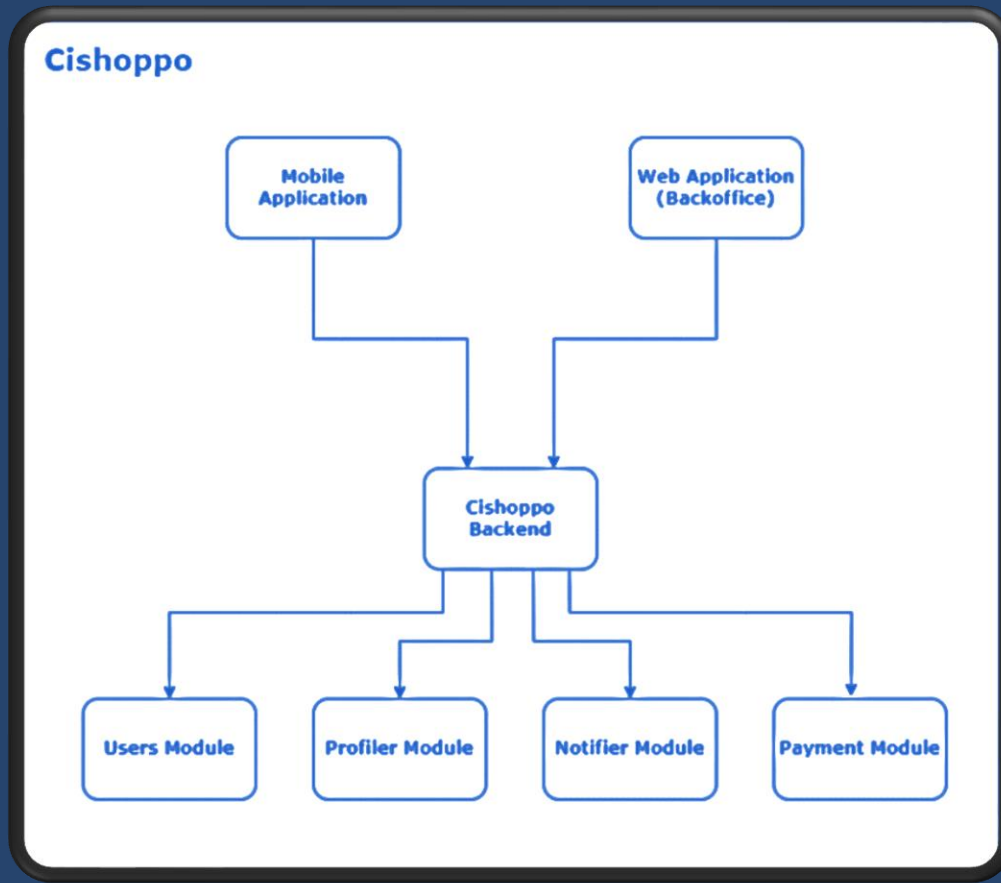 Cishoppo
Mobile
Application
Web Application
(Backoffice)
Cishoppo
Backend
Users Module
Profiler Module
Notifier Module
Payment Module